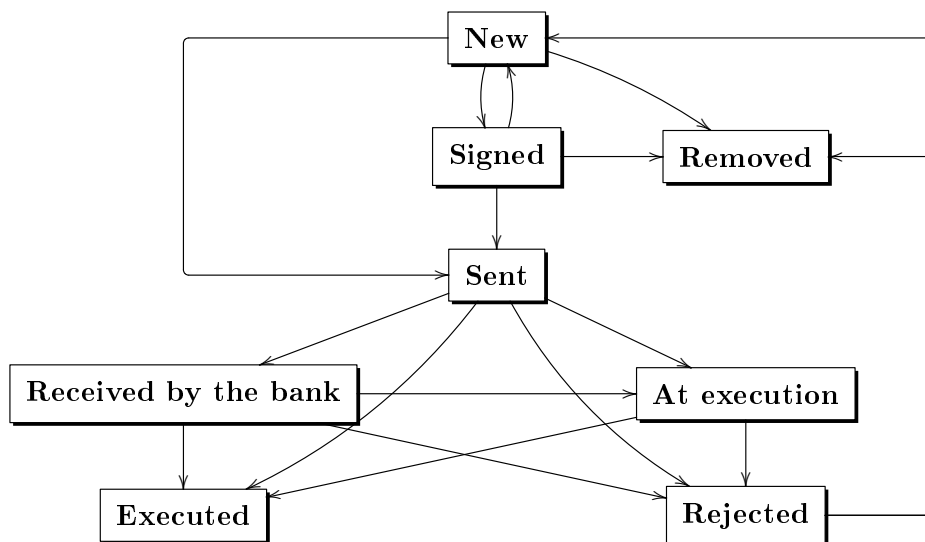 New
Signed
Removed
Sent
Received by the bank
At execution
Executed
Rejected